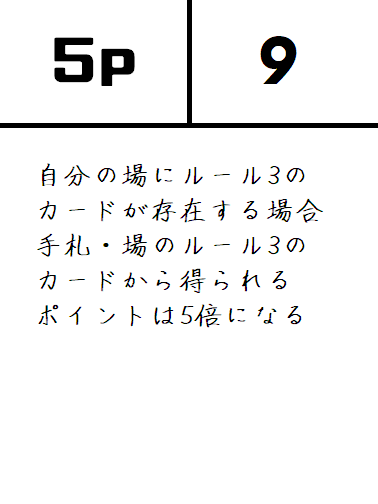 5p
9
自分の場にルール3の
カードが存在する場合
手札・場のルール3の
カードから得られる
ポイントは5倍になる